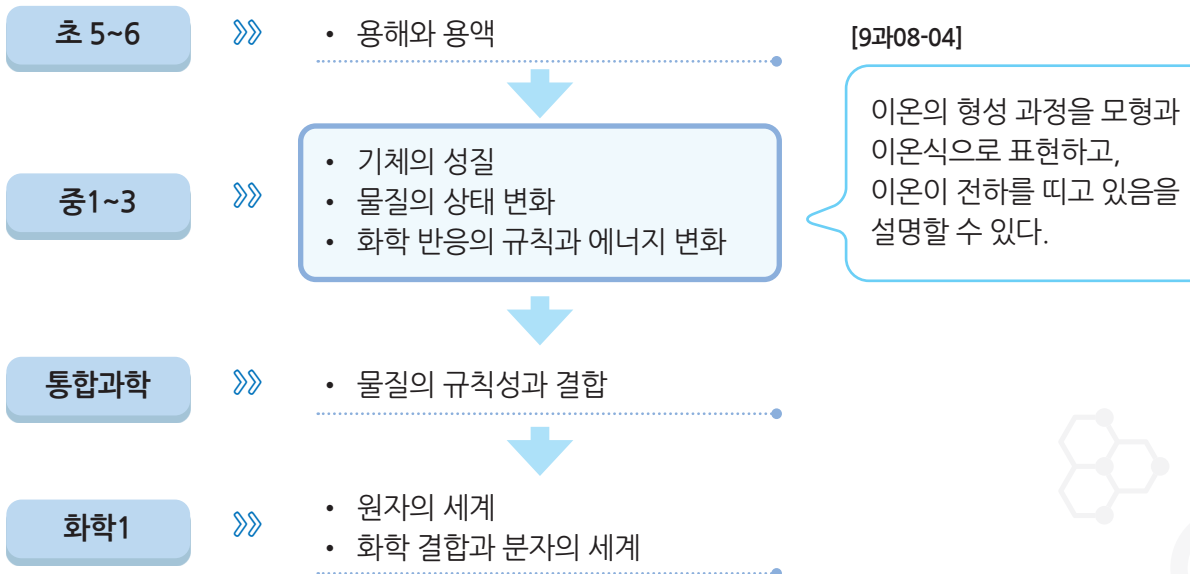 초 5~6
• 용해와 용액
[9과08-04]
이온의 형성 과정을 모형과
이온식으로 표현하고,
이온이 전하를 띠고 있음을
설명할 수 있다.
중1~3
• 기체의 성질
• 물질의 상태 변화
• 화학 반응의 규칙과 에너지 변화
통합과학
• 물질의 규칙성과 결합
화학1
• 원자의 세계
• 화학 결합과 분자의 세계